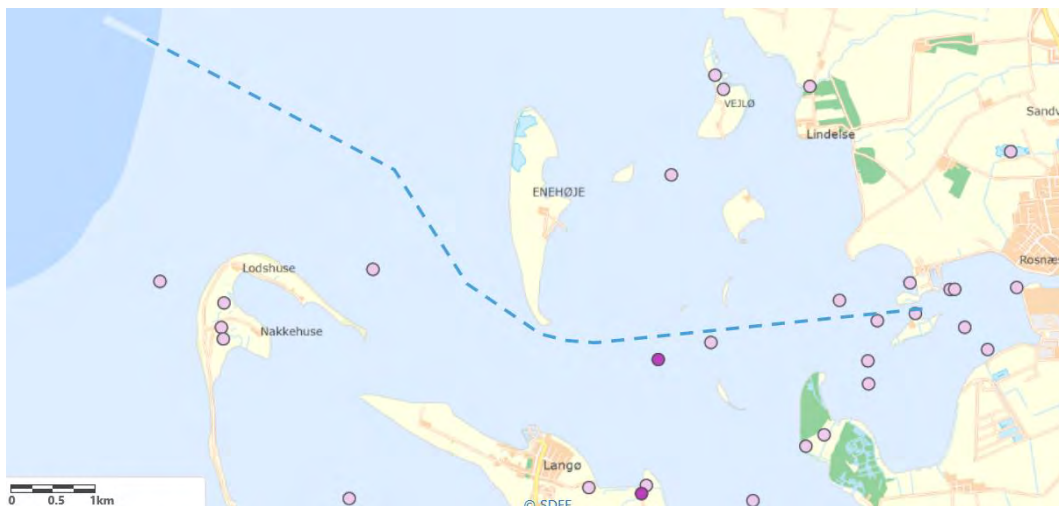 VEJLØ
Lindelse
Sandv
ENEHØJE
Rosnæs
Lodshuse
Nakkehuse
Langø
0 0.5 1km
© SDFE